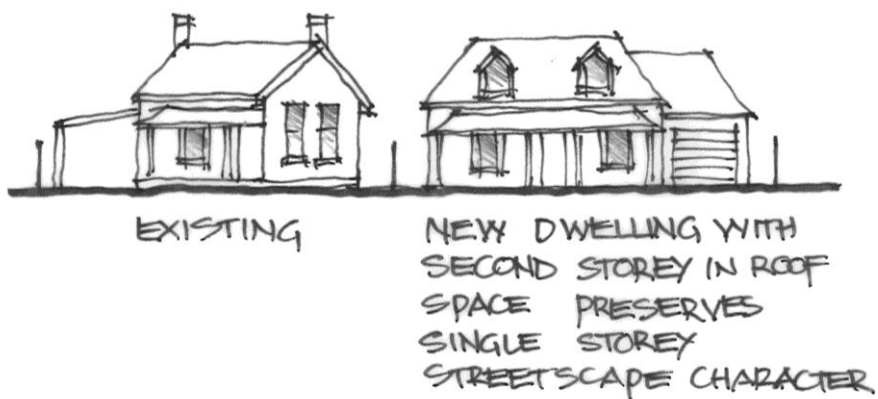 EXISTING
NEW DWELLING WITH
SECOND STOREY IN ROOF
SPACE PRESERVES
SINGLE STOREY
STREETSCAPE CHARACTER